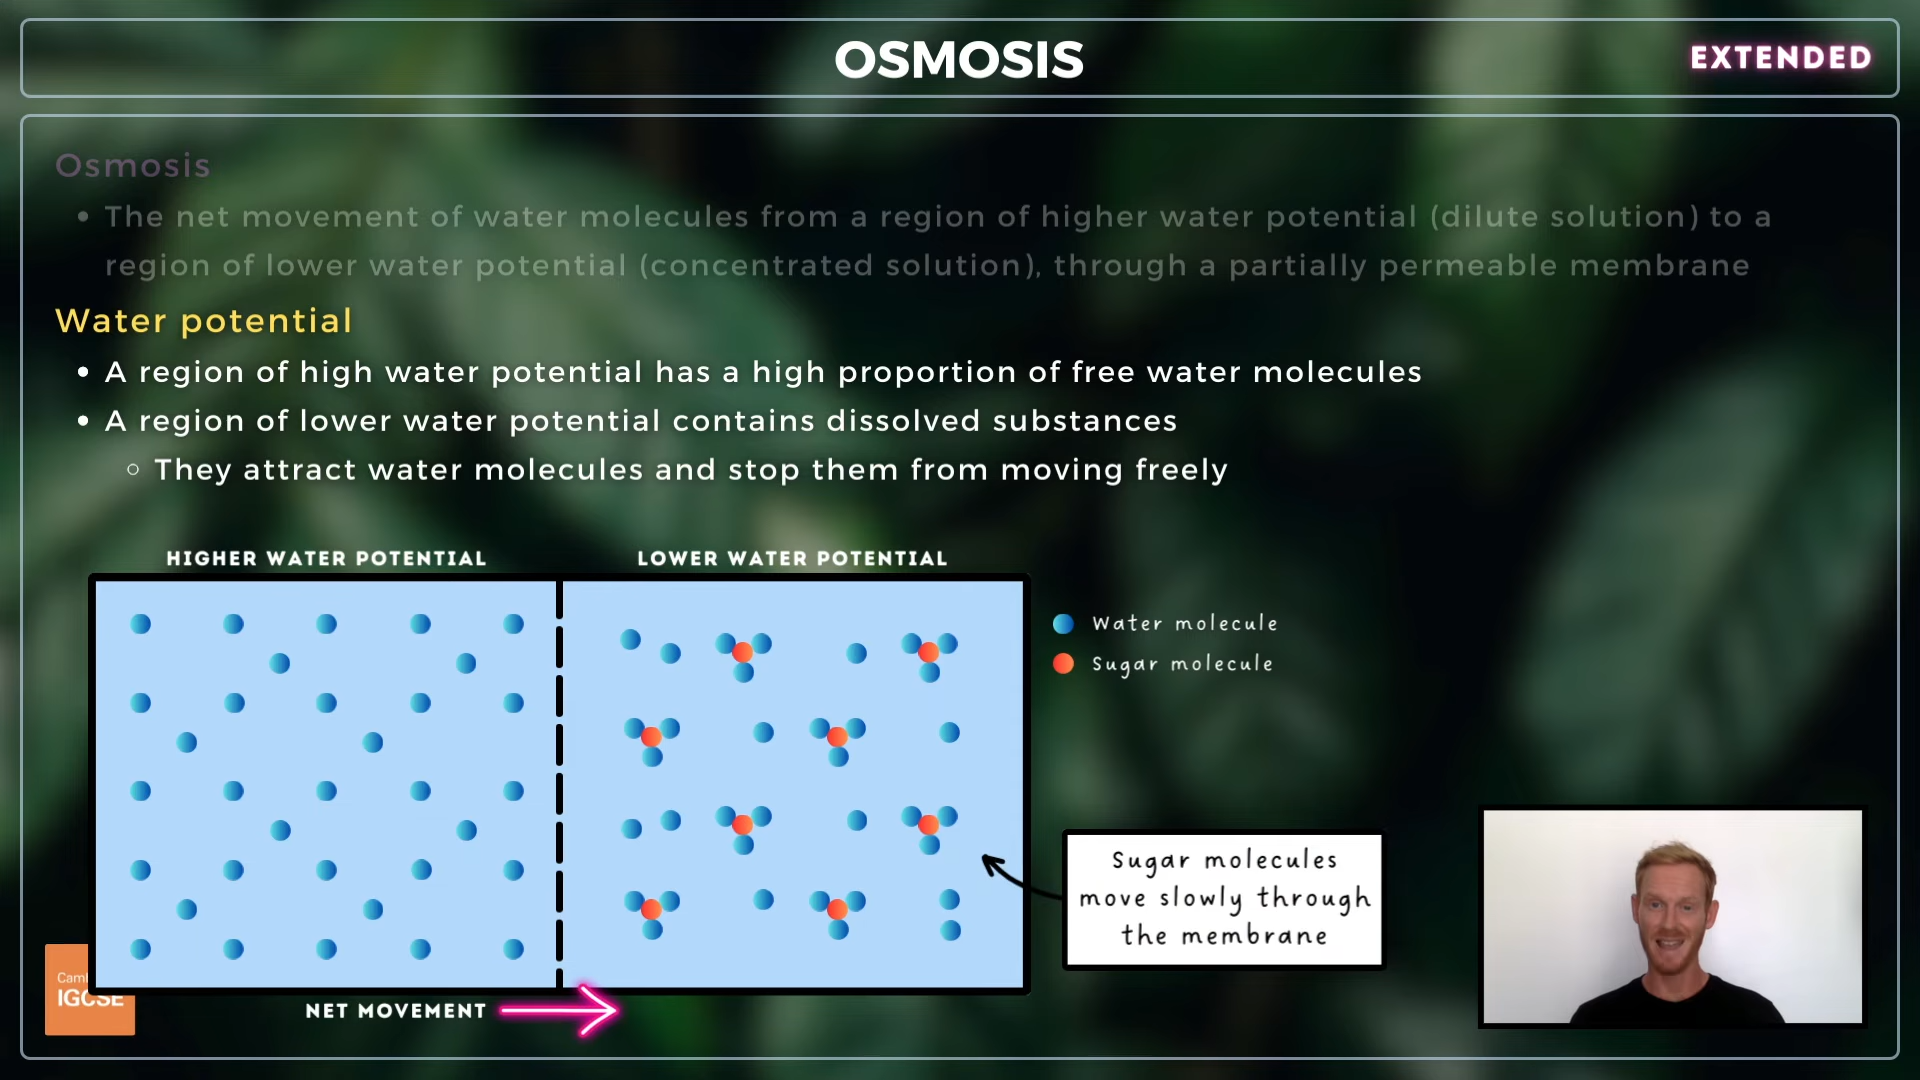 OSMOSIS
EXTENDED
Osmosis
• The net movement of water molecules from a region of higher water potential (dilute solution) to a
region of lower water potential (concentrated solution), through a partially permeable membrane
Water potential
• A region of high water potential has a high proportion of free water molecules
• A region of lower water potential contains dissolved substances
○ They attract water molecules and stop them from moving freely
HIGHER WATER POTENTIAL
LOWER WATER POTENTIAL
Water molecule
Sugar molecule
Sugar molecules
move slowly through
the membrane
IGCSE
NET MOVEMENT